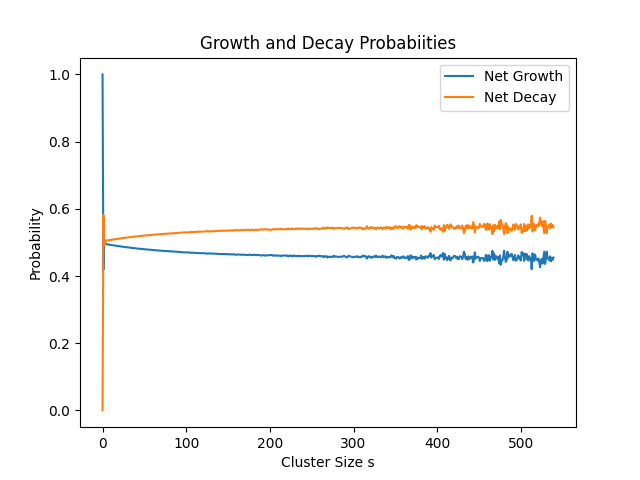 Growth and Decay Probabiities
Net Growth
Net Decay
1.0
0.8
0.6
0.4
0.2
0.0
Probability
0 100 200 300 400 500
Cluster Size s